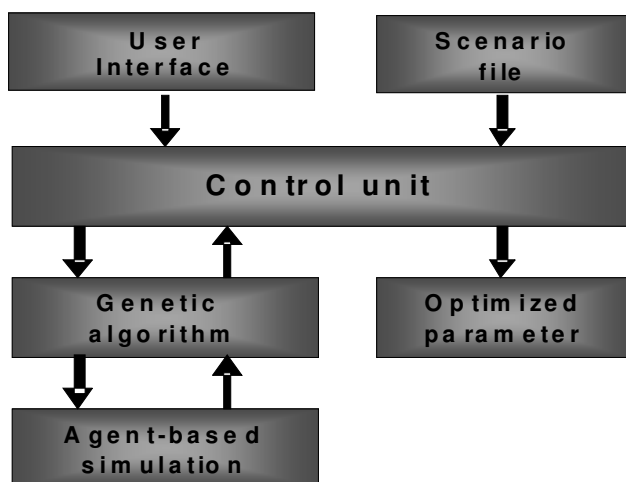 User
Interface
Scenario
file
Control unit
Genetic
algorithm
Optimized
parameter
Agent-based
simulation